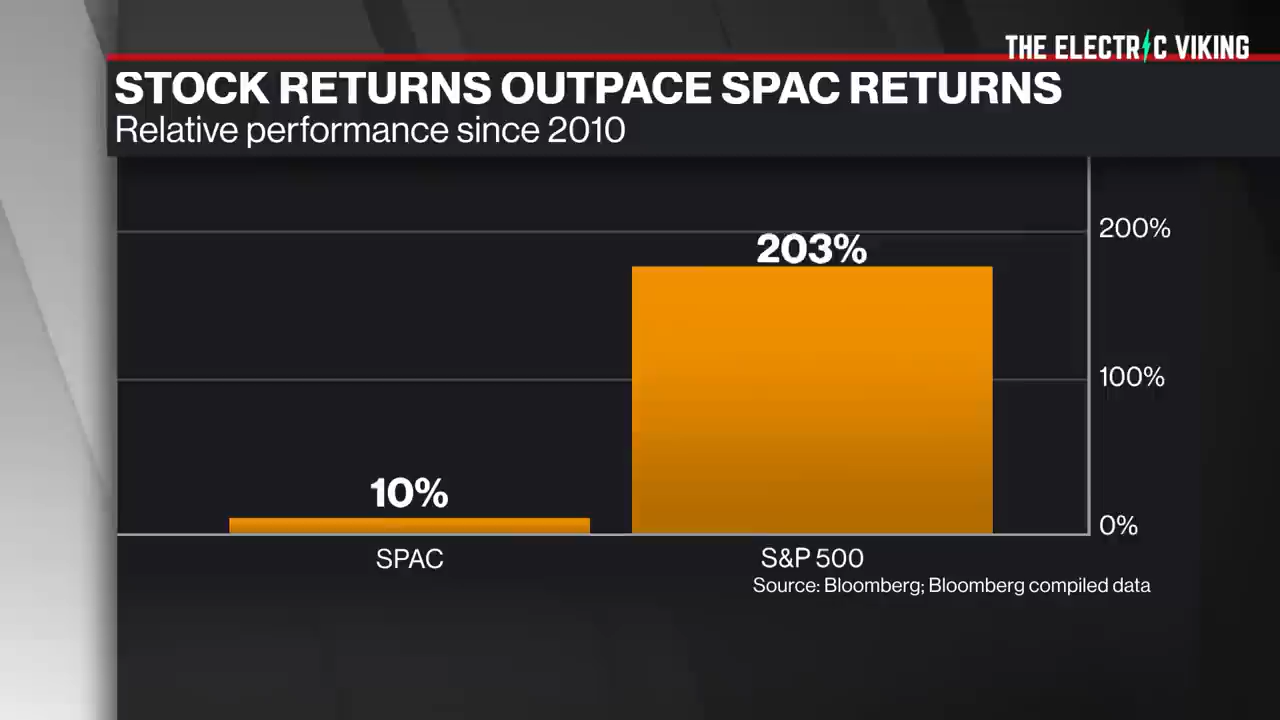 THE ELECTRIC VIKING
STOCK RETURNS OUTPACE SPAC RETURNS
Relative performance since 2010
200%
203%
100%
10%
0%
SPAC
S&P 500
Source: Bloomberg; Bloomberg compiled data